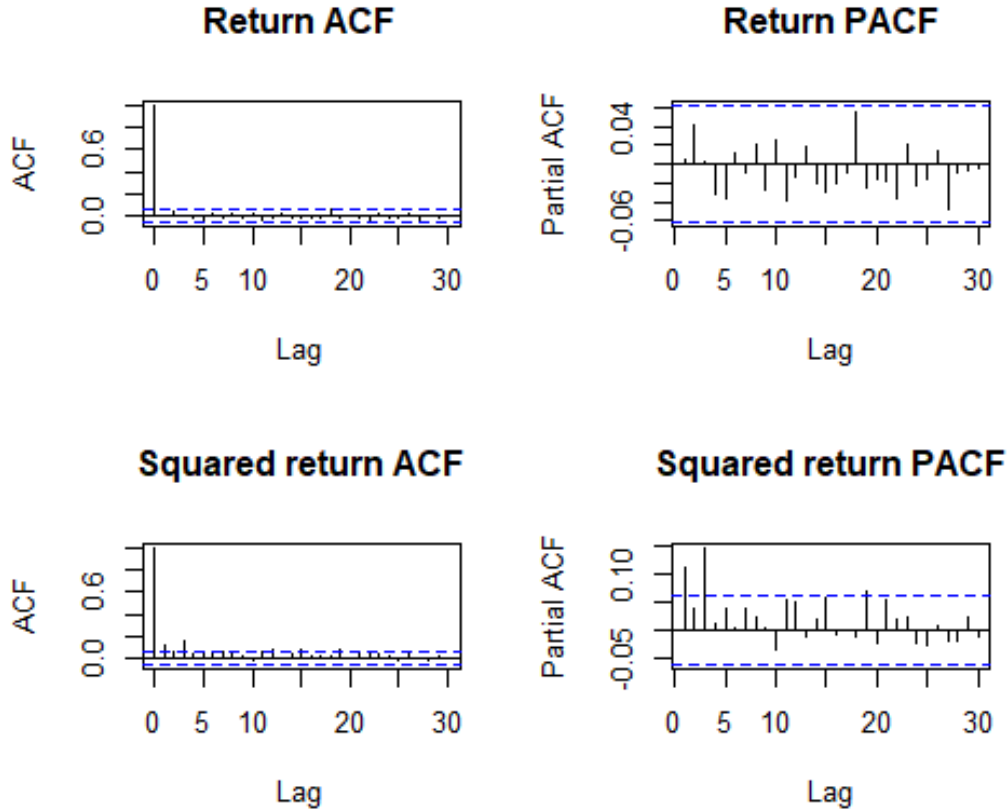 Return ACF
ACF
0.0 0.6
0 5 10 20 30
Lag
Return PACF
Partial ACF
-0.06 0.04
0 5 10 20 30
Lag
Squared return ACF
ACF
0.0 0.6
0 5 10 20 30
Lag
Squared return PACF
Partial ACF
-0.05 0.10
0 5 10 20 30
Lag